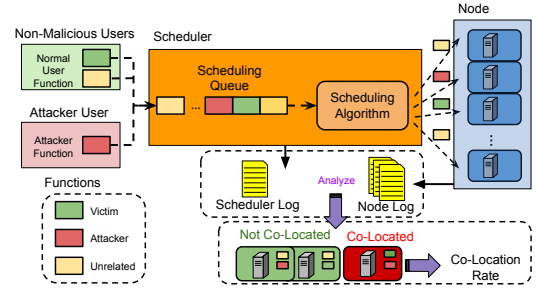 Non-Malicious Users
Normal
User
Function
Attacker User
Attacker
Function
Functions
Victim
Attacker
Unrelated
Scheduler
Scheduling
Queue
...
Scheduling
Algorithm
Node
...
Scheduler Log
Analyze
Node Log
Not Co-Located
Co-Located
Co-Location
Rate